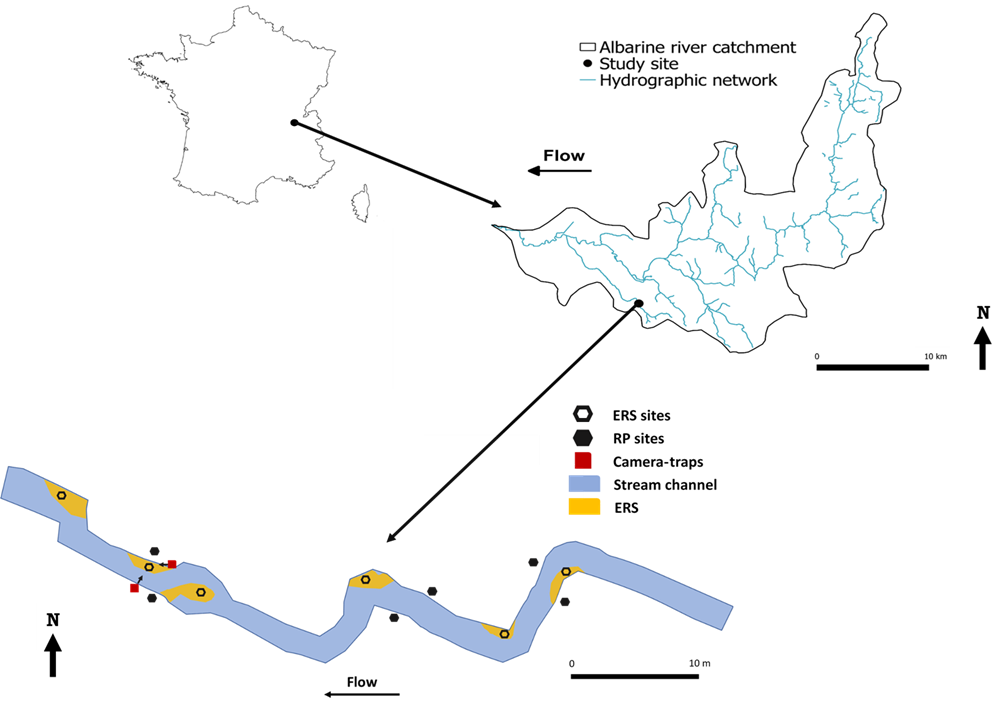 Albarine river catchment
Study site
Hydrographic network
Flow
N
0 10 km
ERS sites
RP sites
Camera-traps
Stream channel
ERS
N
0 10 m
Flow